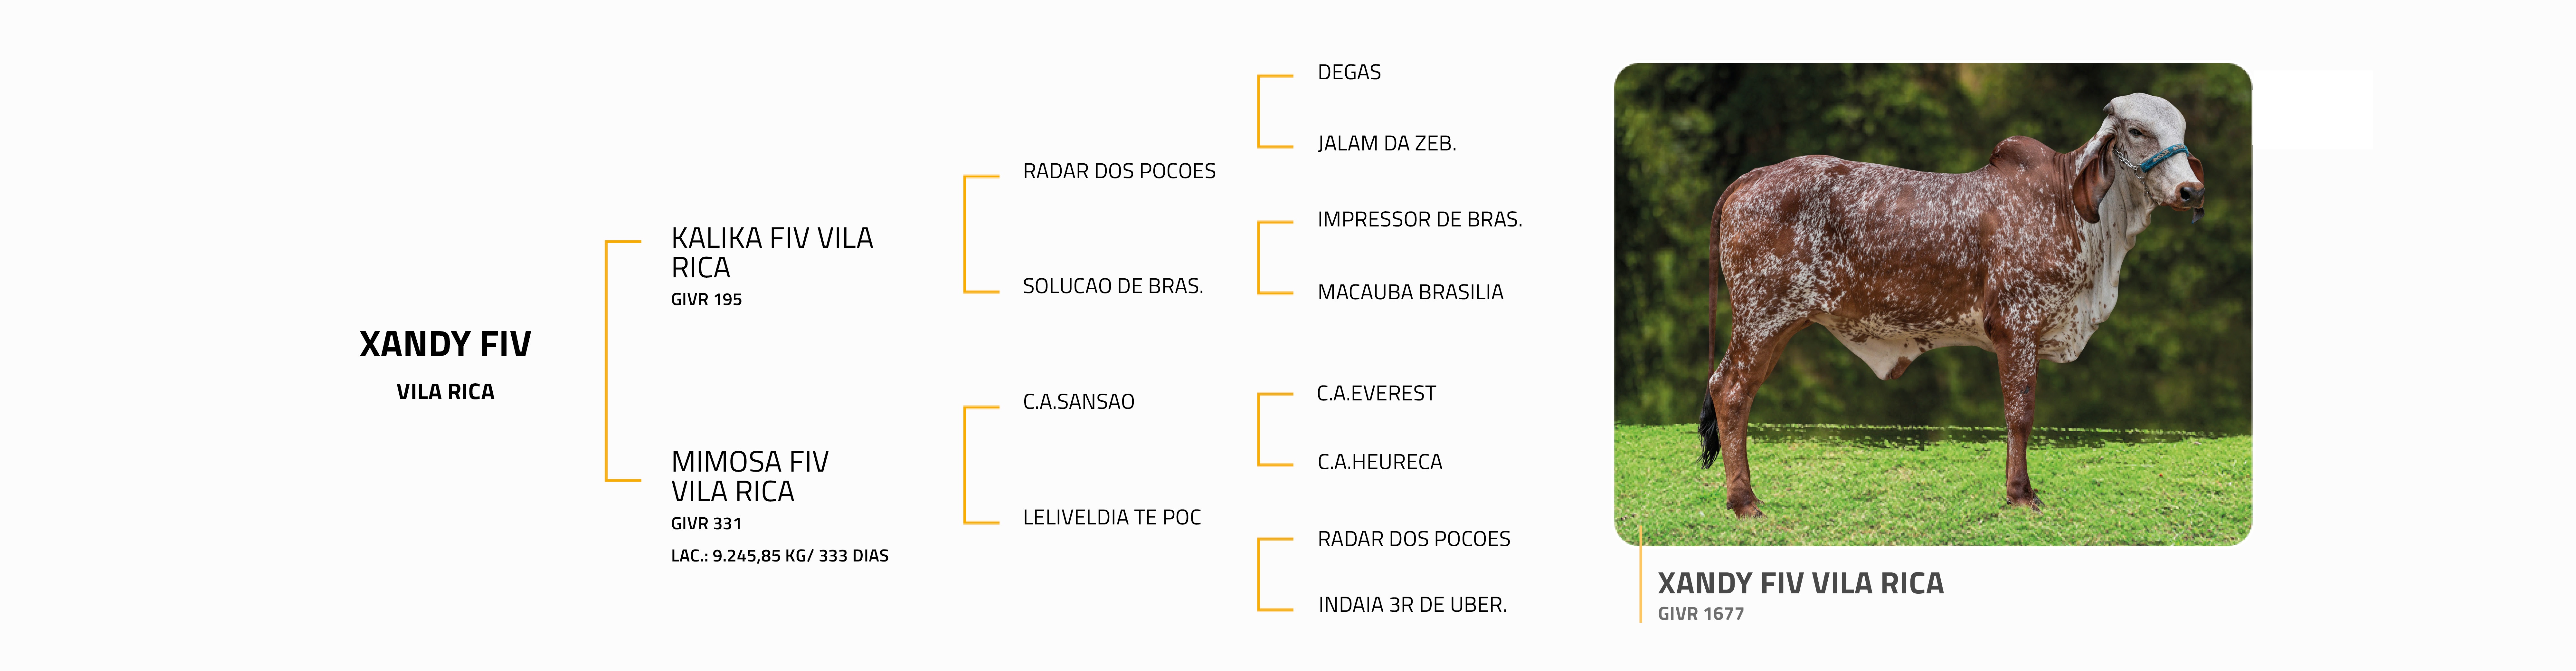 XANDY FIV
VILA RICA
KALIKA FIV VILA
RICA
GIVR 195
MIMOSA FIV
VILA RICA
GIVR 331
LAC.: 9.245,85 KG/ 333 DIAS
RADAR DOS POCOES
SOLUCAO DE BRAS.
C.A.SANSAO
LELIVELDIA TE POC
DEGAS
JALAM DA ZEB.
IMPRESSOR DE BRAS.
MACAUBA BRASILIA
C.A.EVEREST
C.A.HEURECA
RADAR DOS POCOES
INDAIA 3R DE UBER.
XANDY FIV VILA RICA
GIVR 1677